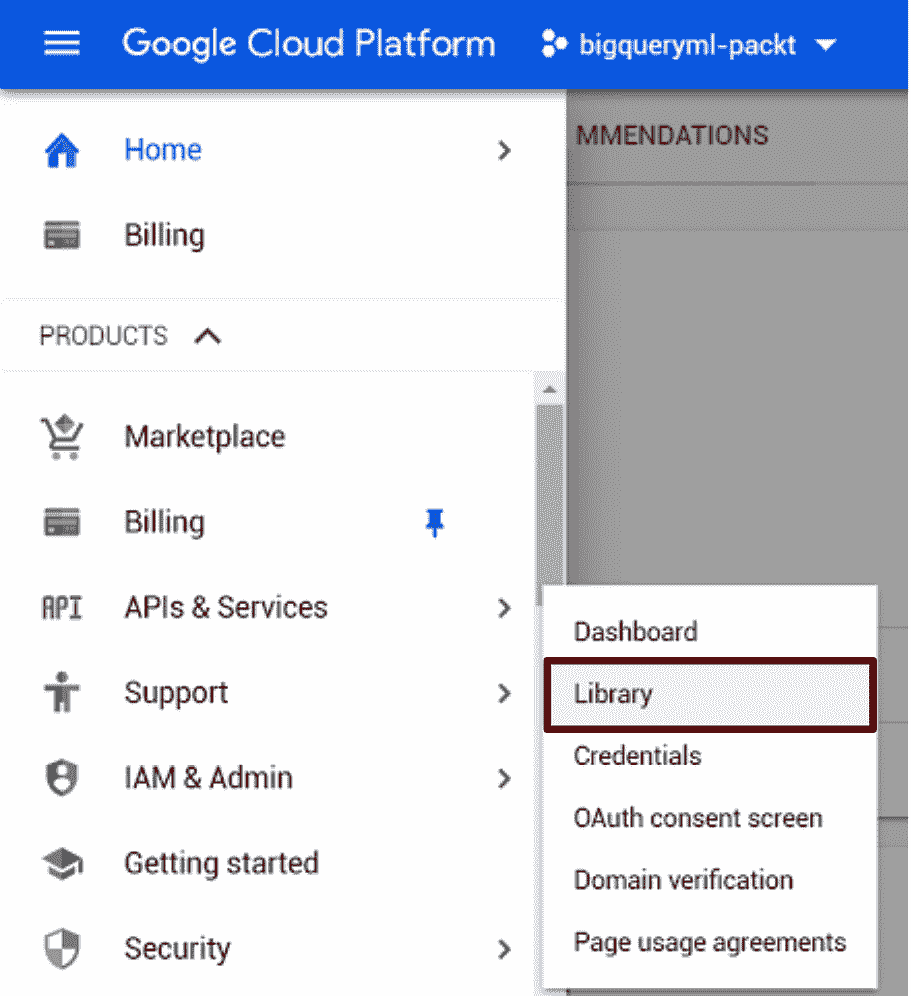 Google Cloud Platform bigqueryml-packt
MMENDATIONS
Home
Billing
PRODUCTS
Marketplace
Billing
API APIs & Services
Support
IAM & Admin
Getting started
Security
Dashboard
Library
Credentials
OAuth consent screen
Domain verification
Page usage agreements